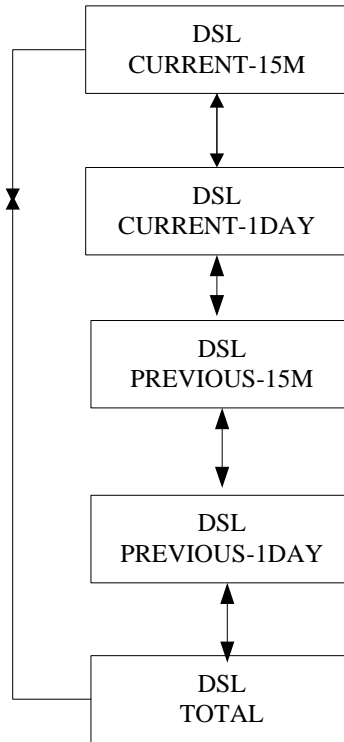 DSL
CURRENT-15M
DSL
CURRENT-1DAY
DSL
PREVIOUS-15M
DSL
PREVIOUS-1DAY
DSL
TOTAL